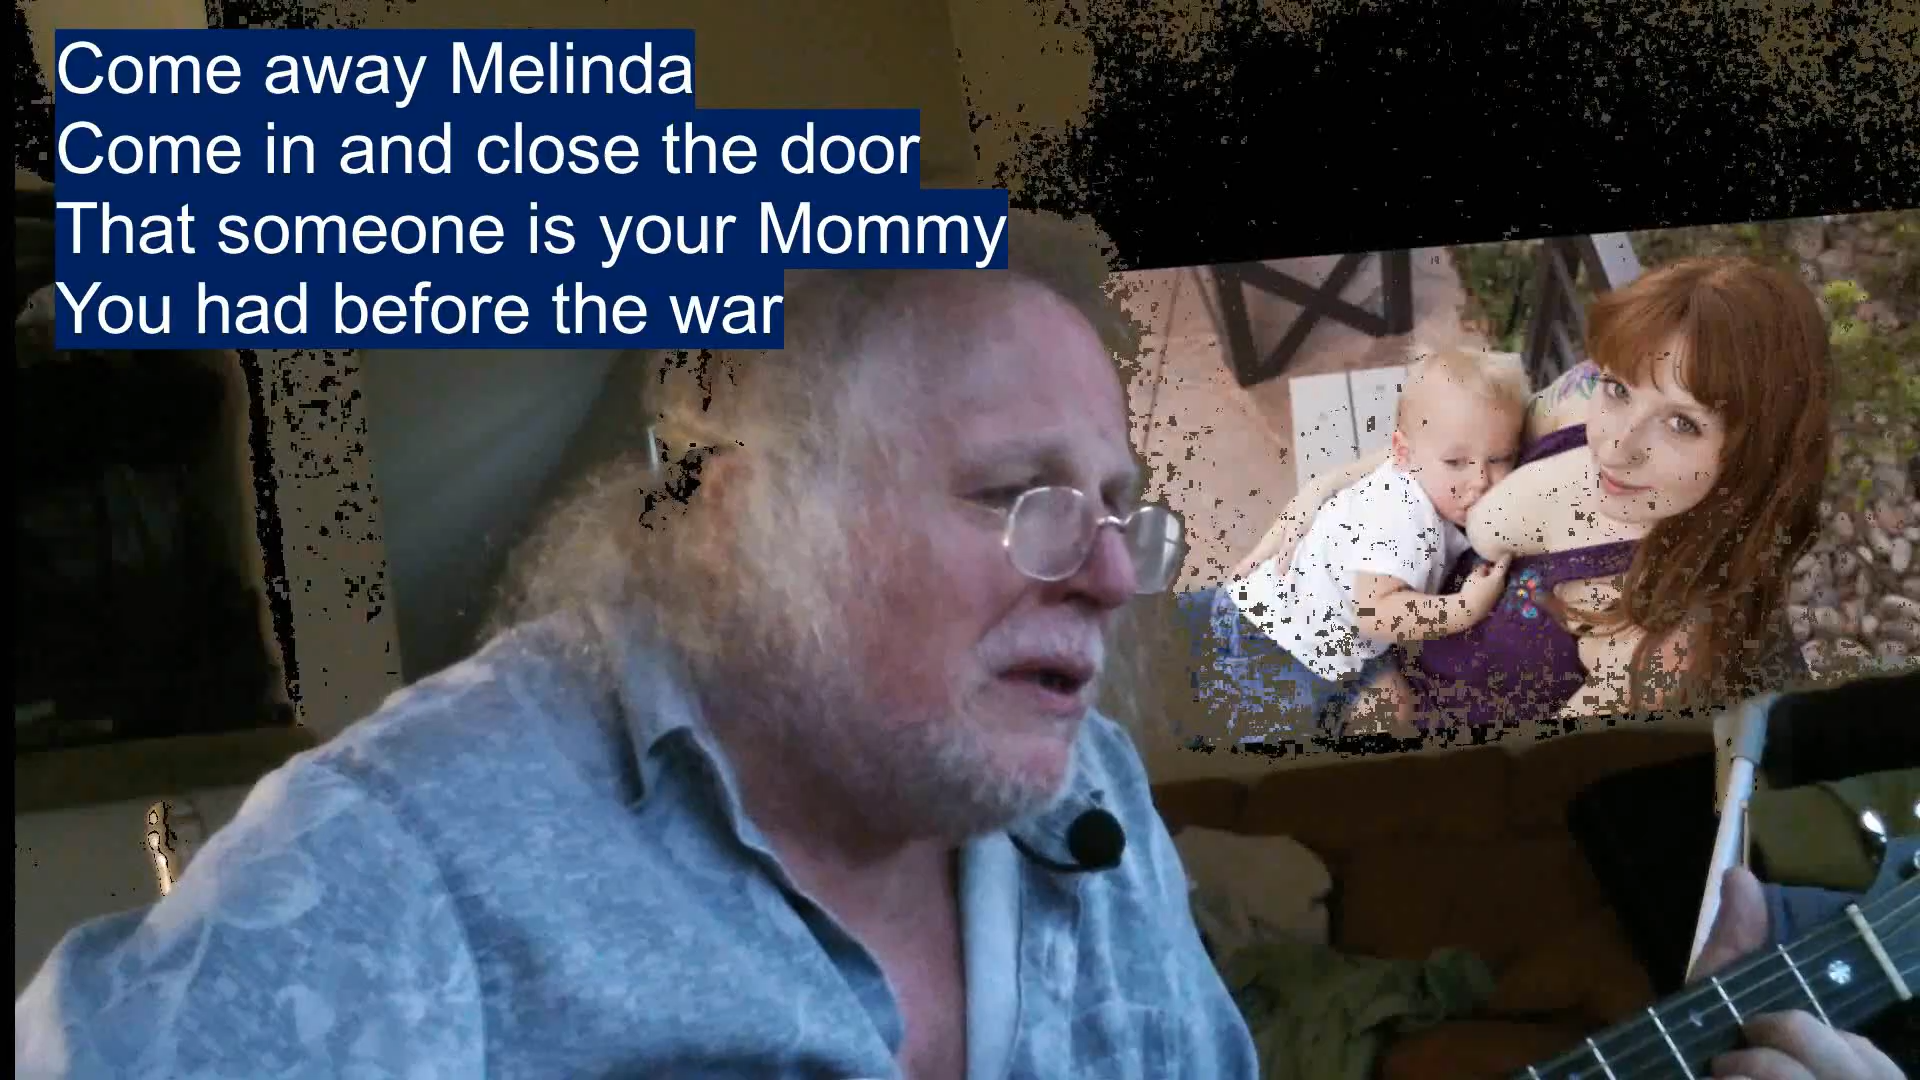 Come away Melinda
Come in and close the door
That someone is your Mommy
You had before the war